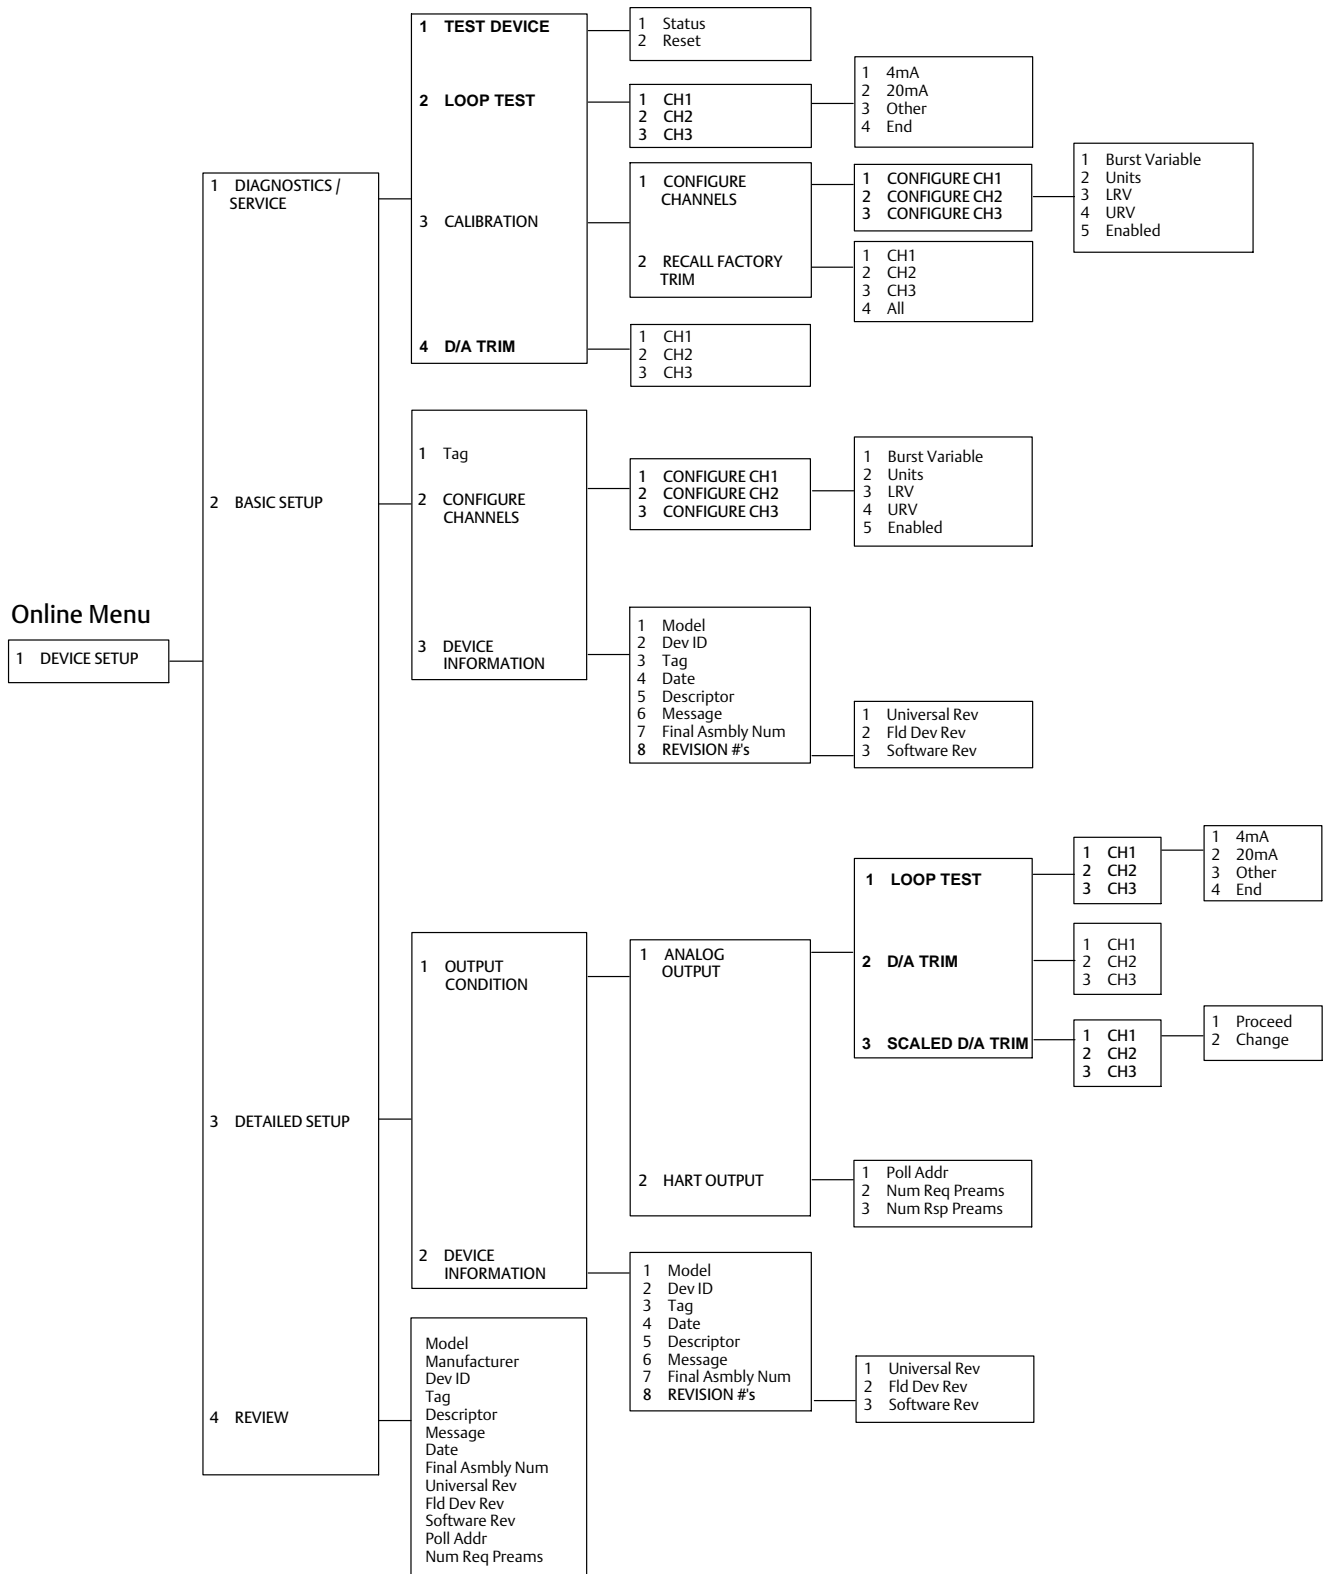 Online Menu
1 DEVICE SETUP
1 DIAGNOSTICS /
SERVICE
2 BASIC SETUP
3 DETAILED SETUP
4 REVIEW
1 TEST DEVICE
2 LOOP TEST
3 CALIBRATION
4 D/A TRIM
1 Status
2 Reset
1 CH1
2 CH2
3 CH3
1 4mA
2 20mA
3 Other
4 End
1 CONFIGURE
CHANNELS
2 RECALL FACTORY
TRIM
1 CONFIGURE CH1
2 CONFIGURE CH2
3 CONFIGURE CH3
1 Burst Variable
2 Units
3 LRV
4 URV
5 Enabled
1 CH1
2 CH2
3 CH3
4 All
1 CH1
2 CH2
3 CH3
1 Tag
2 CONFIGURE
CHANNELS
3 DEVICE
INFORMATION
1 CONFIGURE CH1
2 CONFIGURE CH2
3 CONFIGURE CH3
1 Burst Variable
2 Units
3 LRV
4 URV
5 Enabled
1 Model
2 Dev ID
3 Tag
4 Date
5 Descriptor
6 Message
7 Final Asmbly Num
8 REVISION #'s
1 Universal Rev
2 Fld Dev Rev
3 Software Rev
1 OUTPUT
CONDITION
2 DEVICE
INFORMATION
1 ANALOG
OUTPUT
2 HART OUTPUT
1 LOOP TEST
2 D/A TRIM
3 SCALED D/A TRIM
1 CH1
2 CH2
3 CH3
1 4mA
2 20mA
3 Other
4 End
1 CH1
2 CH2
3 CH3
1 CH1
2 CH2
3 CH3
1 Proceed
2 Change
1 Poll Addr
2 Num Req Preams
3 Num Rsp Preams
1 Model
2 Dev ID
3 Tag
4 Date
5 Descriptor
6 Message
7 Final Asmbly Num
8 REVISION #'s
1 Universal Rev
2 Fld Dev Rev
3 Software Rev
Model
Manufacturer
Dev ID
Tag
Descriptor
Message
Date
Final Asmbly Num
Universal Rev
Fld Dev Rev
Software Rev
Poll Addr
Num Req Preams